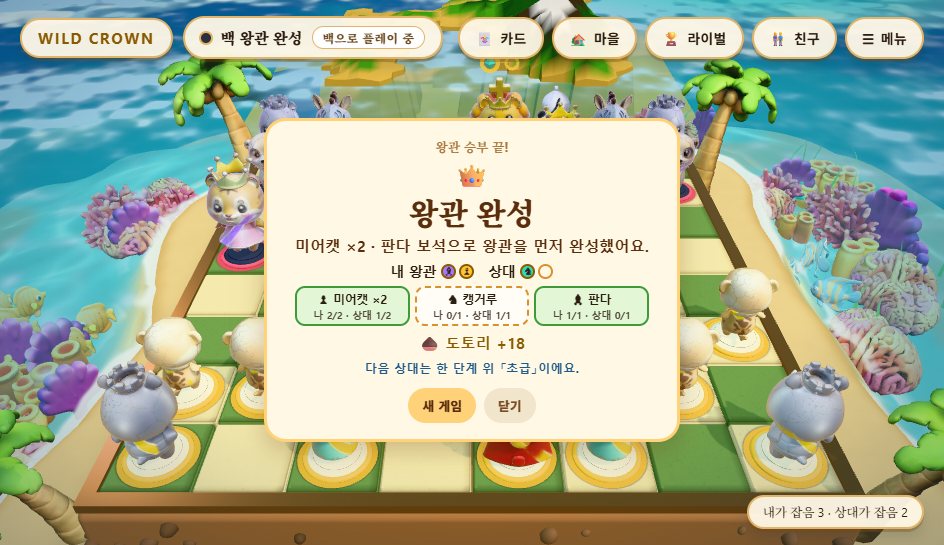 WILD CROWN
백 왕관 완성 백으로 플레이 중
카드
마을
라이벌
친구
☰ 메뉴
왕관 승부 끝!
왕관 완성
미어캣 ×2 · 판다 보석으로 왕관을 먼저 완성했어요.
내 왕관 상대
미어캣 ×2
나 2/2 · 상대 1/2
캥거루
나 0/1 · 상대 1/1
판다
나 1/1 · 상대 0/1
도토리 +18
다음 상대는 한 단계 위 「초급」이에요.
새 게임
닫기
내가 잡음 3 · 상대가 잡음 2